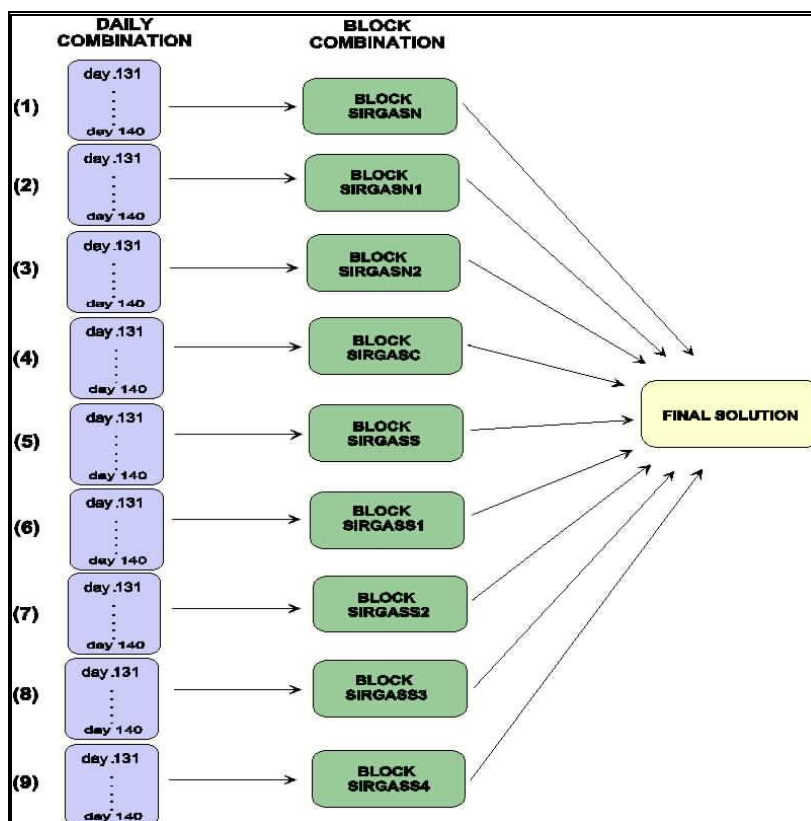 DAILY
COMBINATION
BLOCK
COMBINATION
(1)
day.131
day 140
BLOCK
SIRGASN
(2)
day.131
day 140
BLOCK
SIRGASN1
(3)
day.131
day 140
BLOCK
SIRGASN2
(4)
day.131
day 140
BLOCK
SIRGASC
(5)
day.131
day 140
BLOCK
SIRGASS
(6)
day.131
day 140
BLOCK
SIRGASS1
(7)
day.131
day 140
BLOCK
SIRGASS2
(8)
day.131
day 140
BLOCK
SIRGASS3
(9)
day.131
day 140
BLOCK
SIRGASS4
FINAL SOLUTION